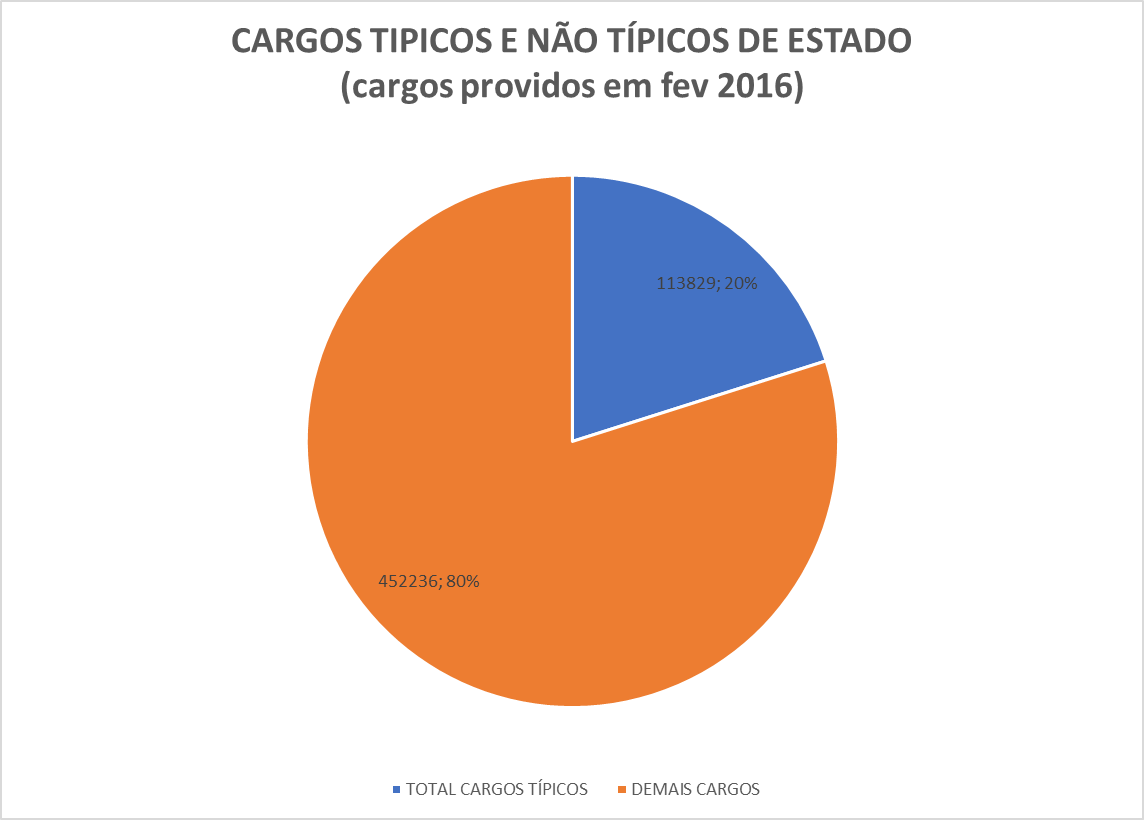 CARGOS TIPICOS E NÃO TÍPICOS DE ESTADO
(cargos providos em fev 2016)
113829; 20%
452236; 80%
TOTAL CARGOS TÍPICOS
DEMAIS CARGOS